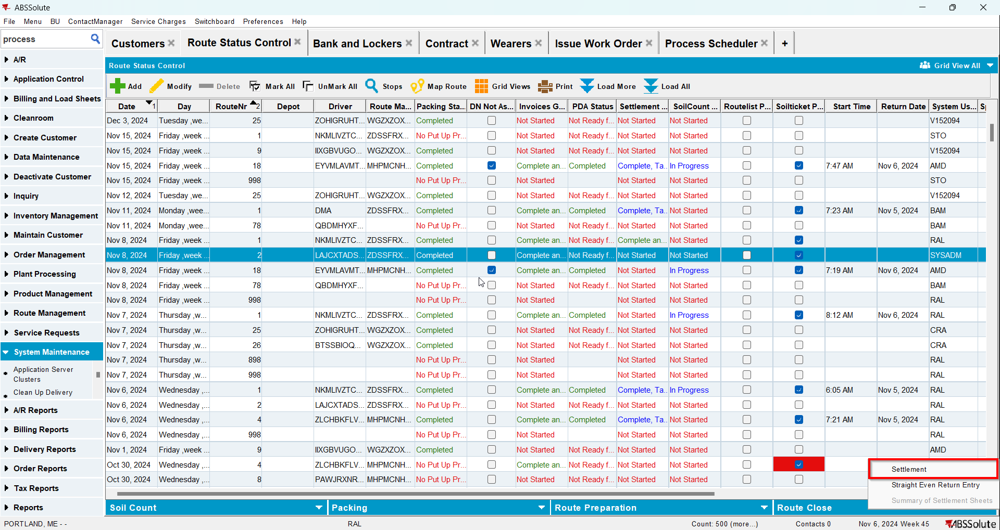 ABSSolute
File Menu BU ContactManager Service Charges Switchboard Preferences Help
process
Customers Route Status Control Bank and Lockers Contract Wearers Issue Work Order Process Scheduler +
Route Status Control Grid View All
Add Modify Delete Mark All UnMark All Stops Map Route Grid Views Print Load More Load All
A/R
Application Control
Billing and Load Sheets
Cleanroom
Create Customer
Data Maintenance
Deactivate Customer
Inquiry
Inventory Management
Maintain Customer
Order Management
Plant Processing
Product Management
Route Management
Service Requests
System Maintenance
Application Server
Clusters
Clean Up Delivery
A/R Reports
Billing Reports
Delivery Reports
Order Reports
Tax Reports
Reports
Date 1 Day RouteNr 2 Depot Driver Route Ma... Packing Sta... DN Not As... Invoices G... PDA Status Settlement ... SoilCount ... Routelist P... Soilticket P... Start Time Return Date System Us...
Dec 3, 2024 Tuesday ,we... 25 ZOHIGRUHT... WGZXZOX... Completed Not Started Not Ready f... Not Started Not Started V152094
Nov 15, 2024 Friday ,week ... 1 NKMLIVZTC... ZDSSFRX... No Put Up Pr... Not Started Not Ready f... Not Started Not Started STO
Nov 15, 2024 Friday ,week ... 9 IIXGBVUGO... WGZXZOX... Completed Not Started Not Ready f... Not Started Not Started V152094
Nov 15, 2024 Friday ,week ... 18 EYVMLAVMT... MHPMCNH... Completed Complete an... Completed Complete, Ta... In Progress 7:47 AM Nov 6, 2024 AMD
Nov 15, 2024 Friday ,week ... 998 No Put Up Pr... Not Started Not Started Not Started STO
Nov 12, 2024 Tuesday ,we... 25 ZOHIGRUHT... WGZXZOX... Completed Not Started Not Ready f... Not Started Not Started V152094
Nov 11, 2024 Monday ,wee... 1 DMA ZDSSFRX... Completed Complete an... Completed Complete, Ta... Not Started 7:23 AM Nov 5, 2024 BAM
Nov 11, 2024 Monday ,wee... 78 QBDMHYXF... No Put Up Pr... Not Started Not Ready f... Not Started Not Started BAM
Nov 8, 2024 Friday ,week ... 1 NKMLIVZTC... ZDSSFRX... Completed Complete an... Not Ready f... Complete an... Not Started RAL
Nov 8, 2024 Friday ,week ... 2 LAJCXTADS... ZDSSFRX... Completed Complete an... Not Ready f... Not Started Not Started SYSADM
Nov 8, 2024 Friday ,week ... 18 EYVMLAVMT... MHPMCNH... Completed Complete an... Completed Not Started In Progress 7:19 AM Nov 6, 2024 AMD
Nov 8, 2024 Friday ,week ... 78 QBDMHYXF... No Put Up Pr... Not Started Not Ready f... Not Started Not Started BAM
Nov 8, 2024 Friday ,week ... 998 No Put Up Pr... Not Started Not Started Not Started RAL
Nov 7, 2024 Thursday ,w... 1 NKMLIVZTC... ZDSSFRX... Completed Complete an... Completed Not Started In Progress 8:12 AM Nov 6, 2024 RAL
Nov 7, 2024 Thursday ,w... 25 ZOHIGRUHT... WGZXZOX... Completed Not Started Not Ready f... Not Started Not Started CRA
Nov 7, 2024 Thursday ,w... 26 BTSSBIOQ... WGZXZOX... Completed Not Started Not Ready f... Not Started Not Started CRA
Nov 7, 2024 Thursday ,w... 898 No Put Up Pr... Not Started Not Started Not Started RAL
Nov 7, 2024 Thursday ,w... 998 No Put Up Pr... Not Started Not Started Not Started RAL
Nov 6, 2024 Wednesday ,... 1 NKMLIVZTC... ZDSSFRX... Completed Complete an... Completed Complete, Ta... In Progress 6:05 AM Nov 5, 2024 RAL
Nov 6, 2024 Wednesday ,... 2 LAJCXTADS... ZDSSFRX... No Put Up Pr... Not Started Not Ready f... Not Started Not Started RAL
Nov 6, 2024 Wednesday ,... 4 ZLCHBKFLV... MHPMCNH... Completed Complete an... Completed Complete, Ta... Not Started 7:21 AM Nov 5, 2024 RAL
Nov 6, 2024 Wednesday ,... 998 No Put Up Pr... Not Started Not Started Not Started RAL
Nov 1, 2024 Friday ,week ... 9 IIXGBVUGO... WGZXZOX... Completed Not Started Not Ready f... Not Started Not Started AMD
Oct 30, 2024 Wednesday ,... 4 ZLCHBKFLV... MHPMCNH... No Put Up Pr... Complete an... Not Ready f... Not Started Not Started
Oct 30, 2024 Wednesday ,... 8 PAWJRXNR... MHPMCNH... No Put Up Pr... Not Started Not Ready f... Not Started Not Started
Settlement
Straight Even Return Entry
Summary of Settlement Sheets
Soil Count Packing Route Preparation Route Close
PORTLAND, ME - - RAL Count: 500 (more...) Contacts 0 Nov 6, 2024 Week 45 ABSSolute